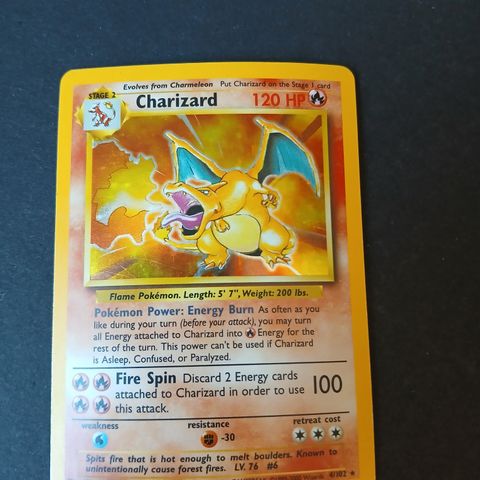 Evolves from Charmeleon Put Charizard on the Stage 1 card
STAGE 2
Charizard 120 HP
Flame Pokémon. Length: 5' 7", Weight: 200 lbs.
Pokémon Power: Energy Burn As often as you
like during your turn (before your attack), you may turn
all Energy attached to Charizard into Energy for the
rest of the turn. This power can't be used if Charizard
is Asleep, Confused, or Paralyzed.
Fire Spin Discard 2 Energy cards
attached to Charizard in order to use
this attack.
100
weakness resistance retreat cost
-30
Spits fire that is hot enough to melt boulders. Known to
unintentionally cause forest fires. LV. 76 #6
4/102